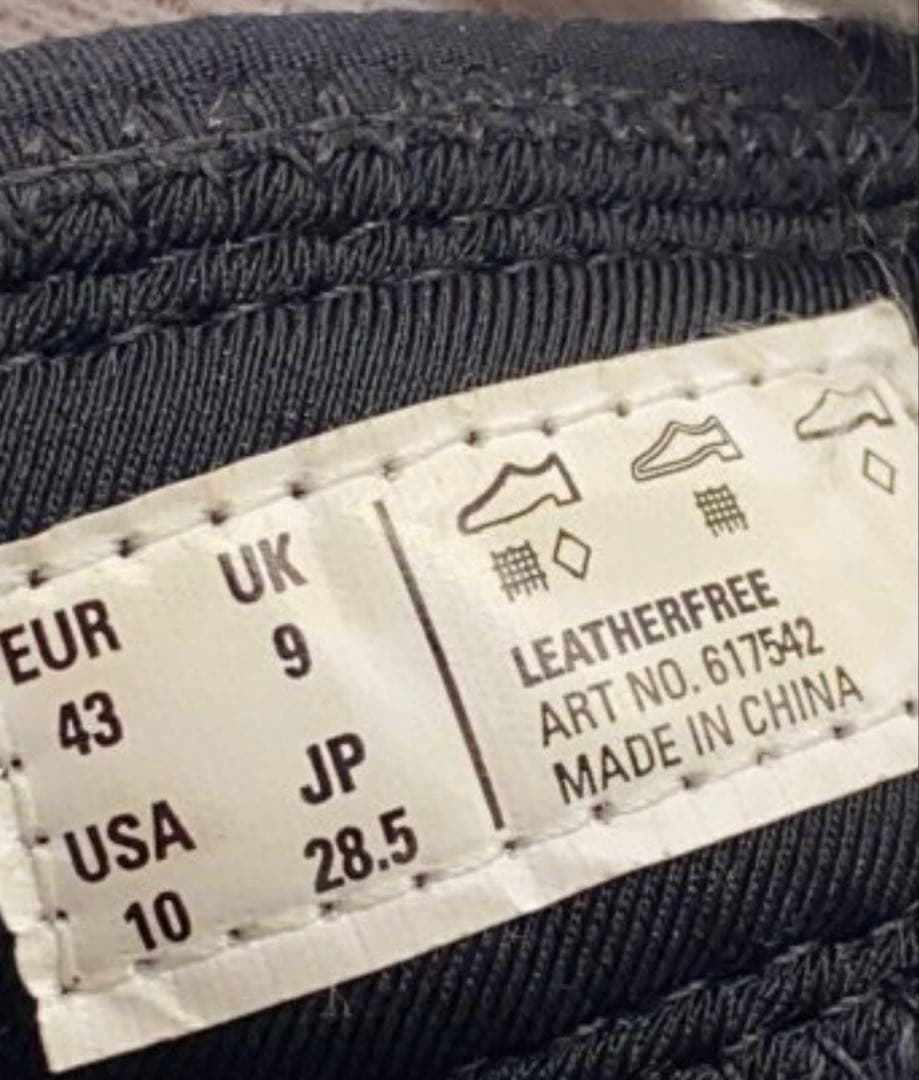 EUR UK
43 9
USA JP
10 28.5
LEATHERFREE
ART NO. 617542
MADE IN CHINA